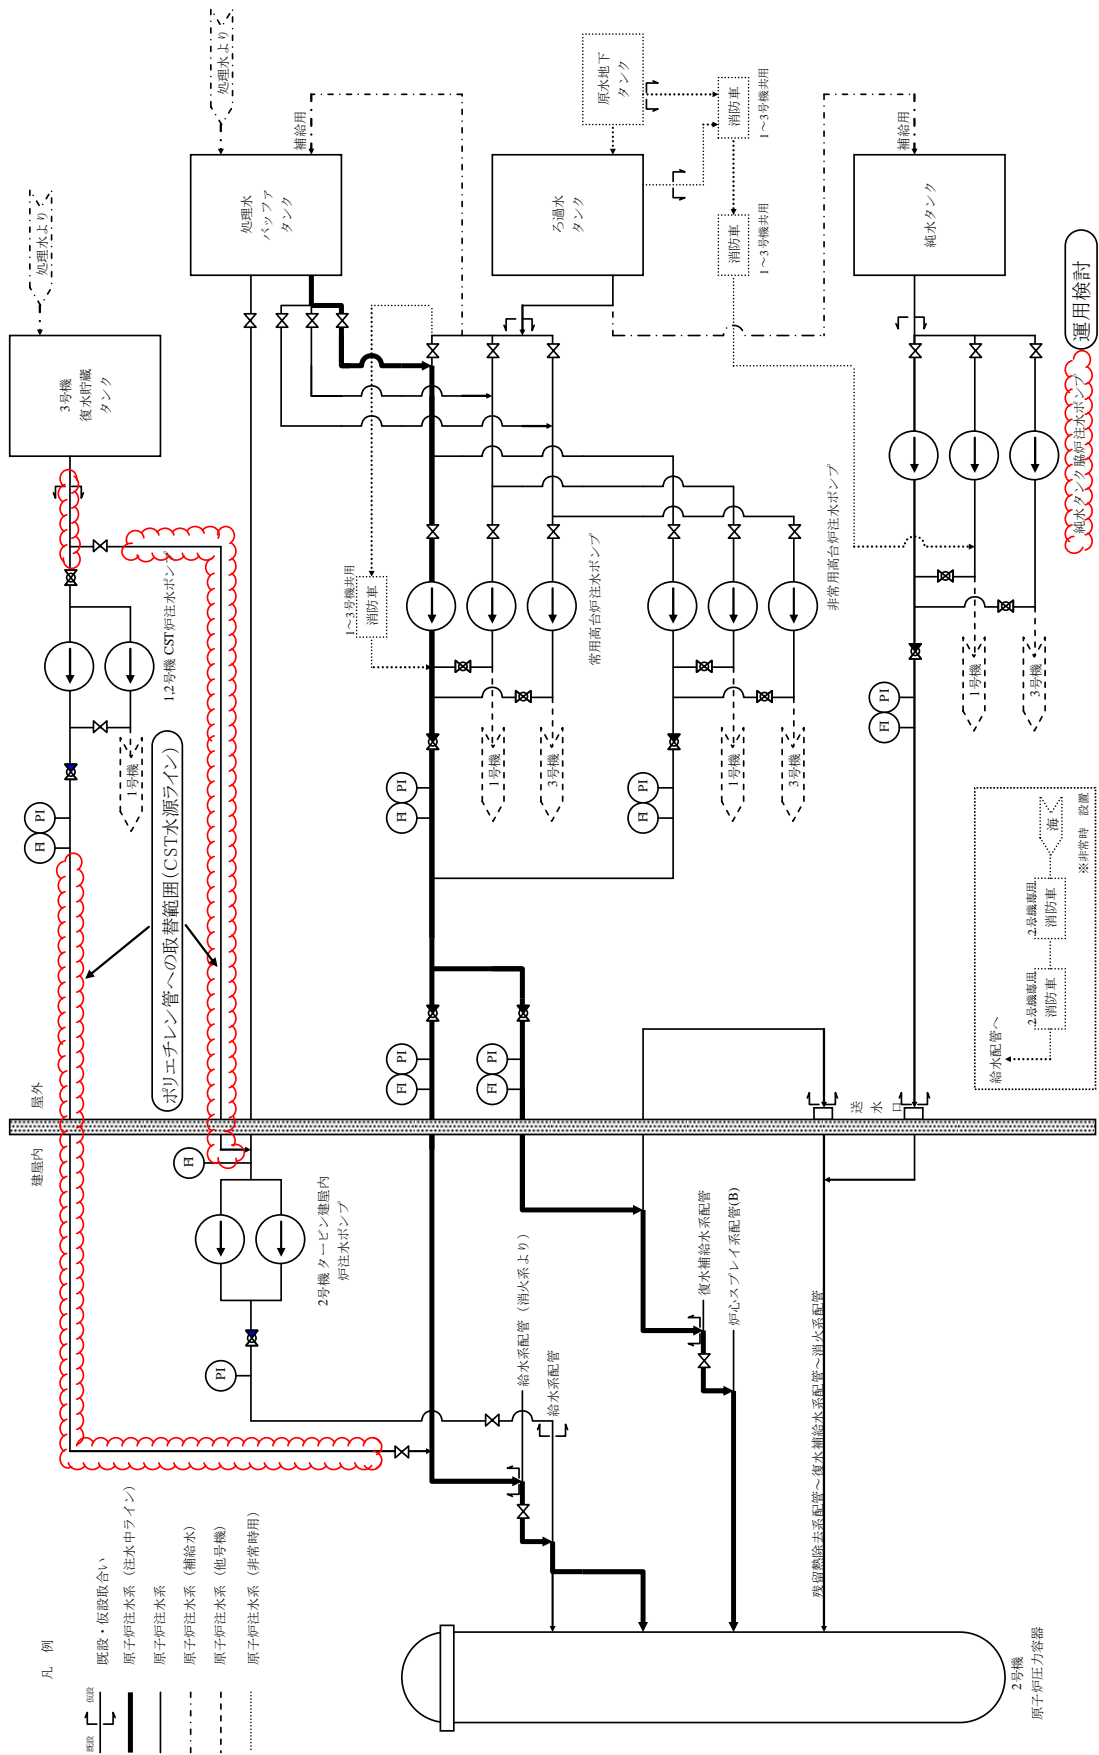 処理水より
処理水より
3号機
復水貯蔵
タンク
補給用
処理水
バッファ
タンク
原水地下
タンク
ろ過水
タンク
消防車
1～3号機共用
消防車
1～3号機共用
補給用
純水タンク
運用検討
純水タンク脇炉注水ポンプ
1,2号機 CST 炉注水ポンプ
1号機
PI
H
1～3号機共用
消防車
常用高台炉注水ポンプ
1号機
3号機
PI
H
非常用高台炉注水ポンプ
1号機
3号機
PI
H
1号機
3号機
PI
FI
海
※非常時 設置
2号機専用
消防車
2号機専用
消防車
給水配管へ
ポリエチレン管への取替範囲(CST水源ライン)
屋外
建屋内
PI
FI
PI
FI
送水口
H
2号機 タービン建屋内
炉注水ポンプ
PI
給水系配管（消火系より）
給水系配管
復水補給水系配管
炉心スプレイ系配管(B)
残留熱除去系配管～復水補給水系配管～消火系配管
2号機
原子炉圧力容器
凡 例
既設 仮設
既設・仮設取合い
原子炉注水系（注水中ライン）
原子炉注水系
原子炉注水系（補給水）
原子炉注水系（他号機）
原子炉注水系（非常時用）